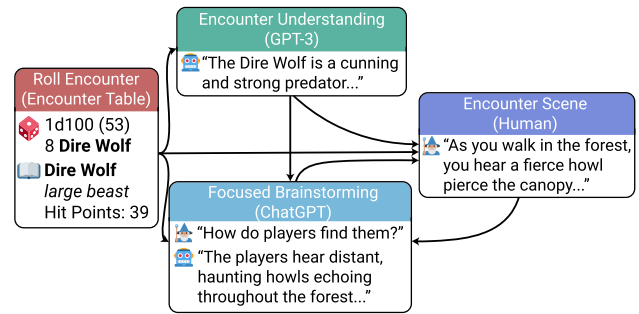 Encounter Understanding
(GPT-3)
“The Dire Wolf is a cunning
and strong predator...”
Roll Encounter
(Encounter Table)
1d100 (53)
8 Dire Wolf
Dire Wolf
large beast
Hit Points: 39
Encounter Scene
(Human)
“As you walk in the forest,
you hear a fierce howl
pierce the canopy...”
Focused Brainstorming
(ChatGPT)
“How do players find them?”
“The players hear distant,
haunting howls echoing
throughout the forest...”